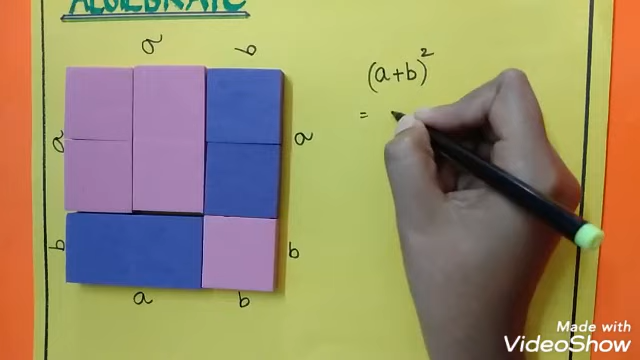 ALGEBRAIC
a b
(a+b)²
=
a a
b b
a b
Made with
VideoShow